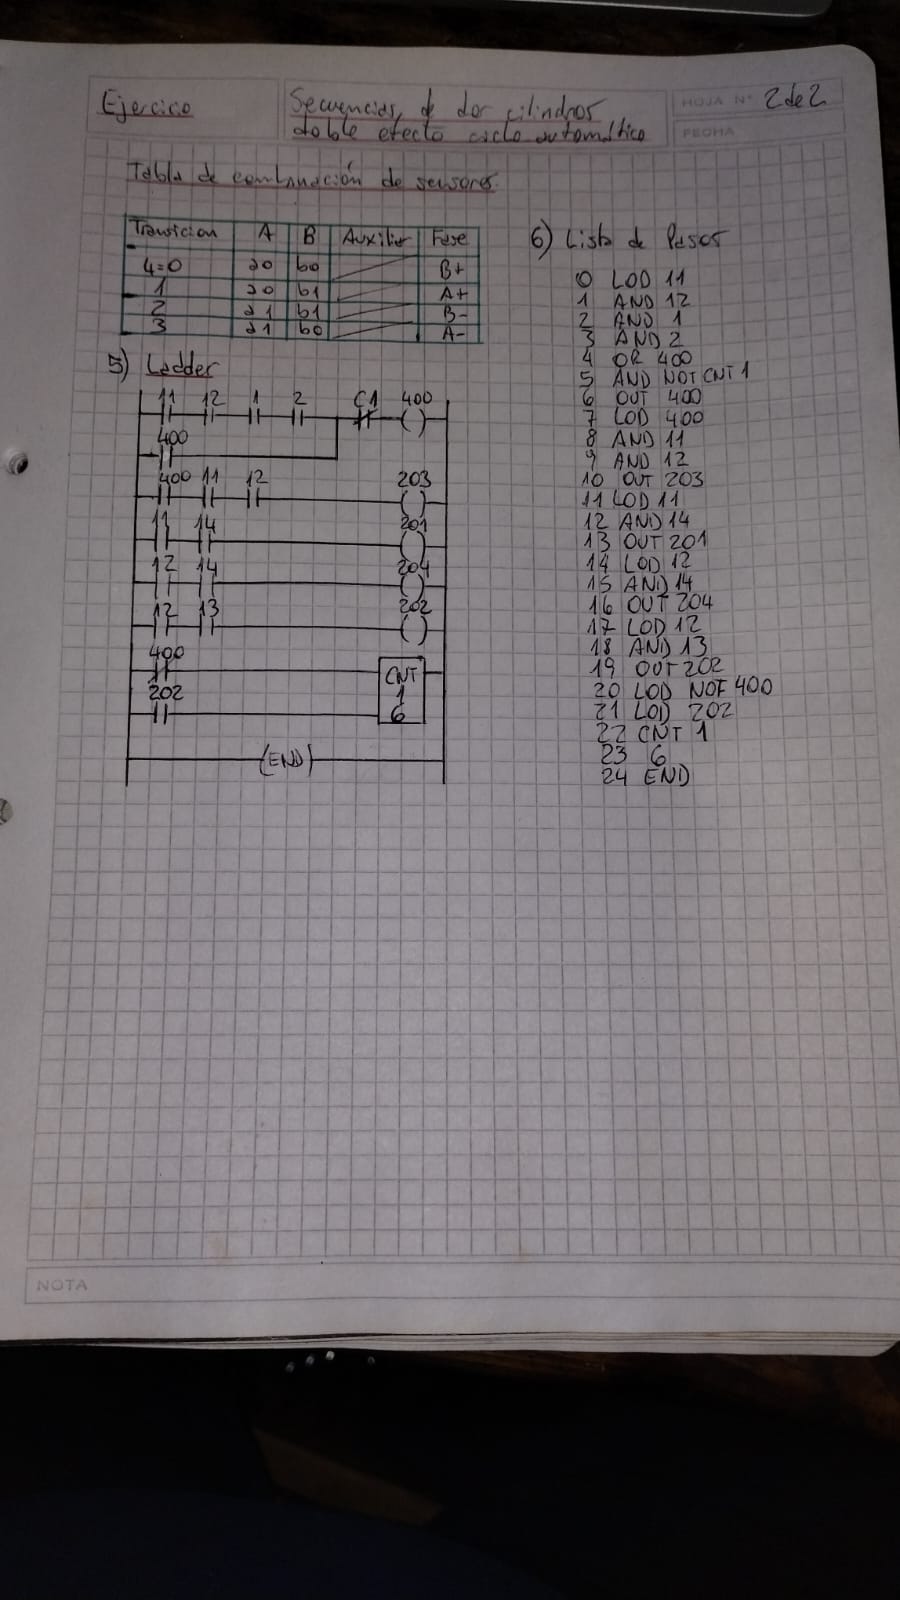 Ejercicio
Secuencias, de dos cilindros
doble efecto ciclo automático
HOJA N° 2 de 2
FECHA
Tabla de combinación de sensores.
Transicion A B Auxiliar Fase
4=0 a0 b0 B+
1 a0 b1 A+
2 a1 b1 B-
3 a1 b0 A-
5) Ladder
11 12 1 2 C1 400
400
400 11 12 203
11 14 201
12 14 204
12 13 202
400
CNT
202
1
6
(END)
6) Lista de Pasos
0 LOD 11
1 AND 12
2 AND 1
3 AND 2
4 OR 400
5 AND NOT CNT 1
6 OUT 400
7 LOD 400
8 AND 11
9 AND 12
10 OUT 203
11 LOD 11
12 AND 14
13 OUT 201
14 LOD 12
15 AND 14
16 OUT 204
17 LOD 12
18 AND 13
19 OUT 202
20 LOD NOT 400
21 LOD 202
22 CNT 1
23 6
24 END
NOTA